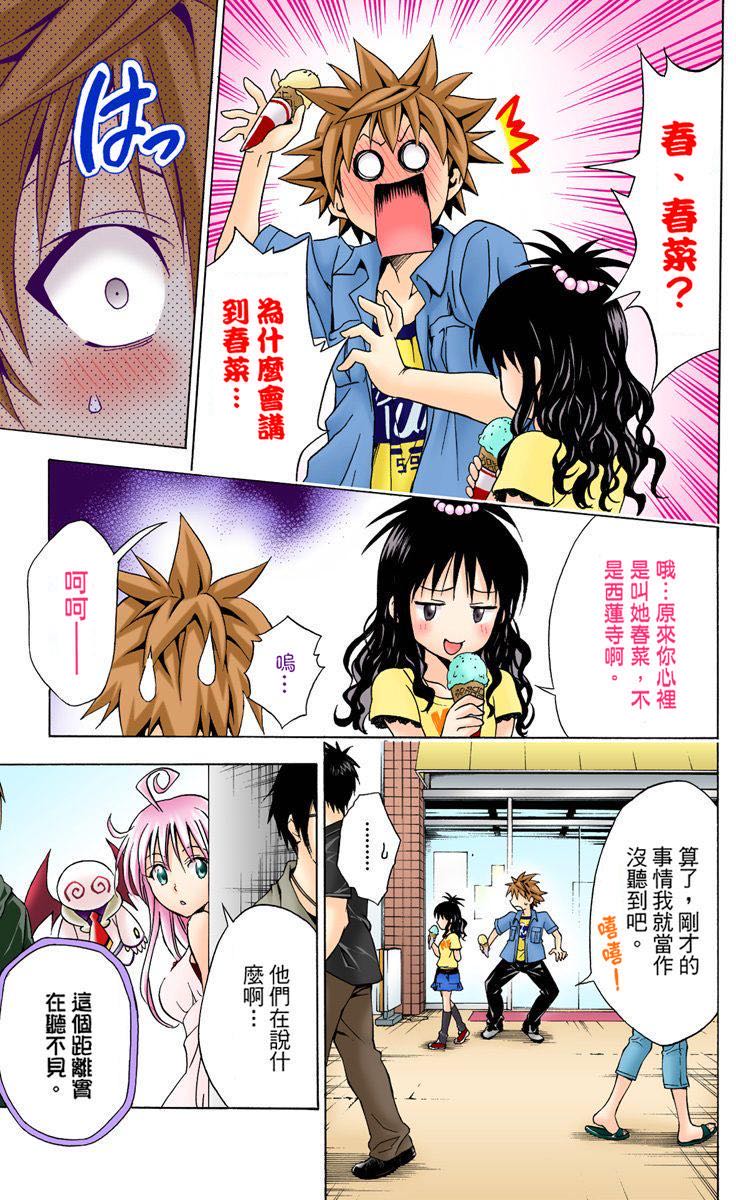 春、春菜？
為什麼會講
到春菜…
はっ
哦…原來你心裡
是叫她春菜，不
是西蓮寺啊。
嗚…
呵呵——
算了，剛才的
事情我就當作
沒聽到吧。
嘻嘻！
………
他們在說什
麼啊…
這個距離實
在聽不見。